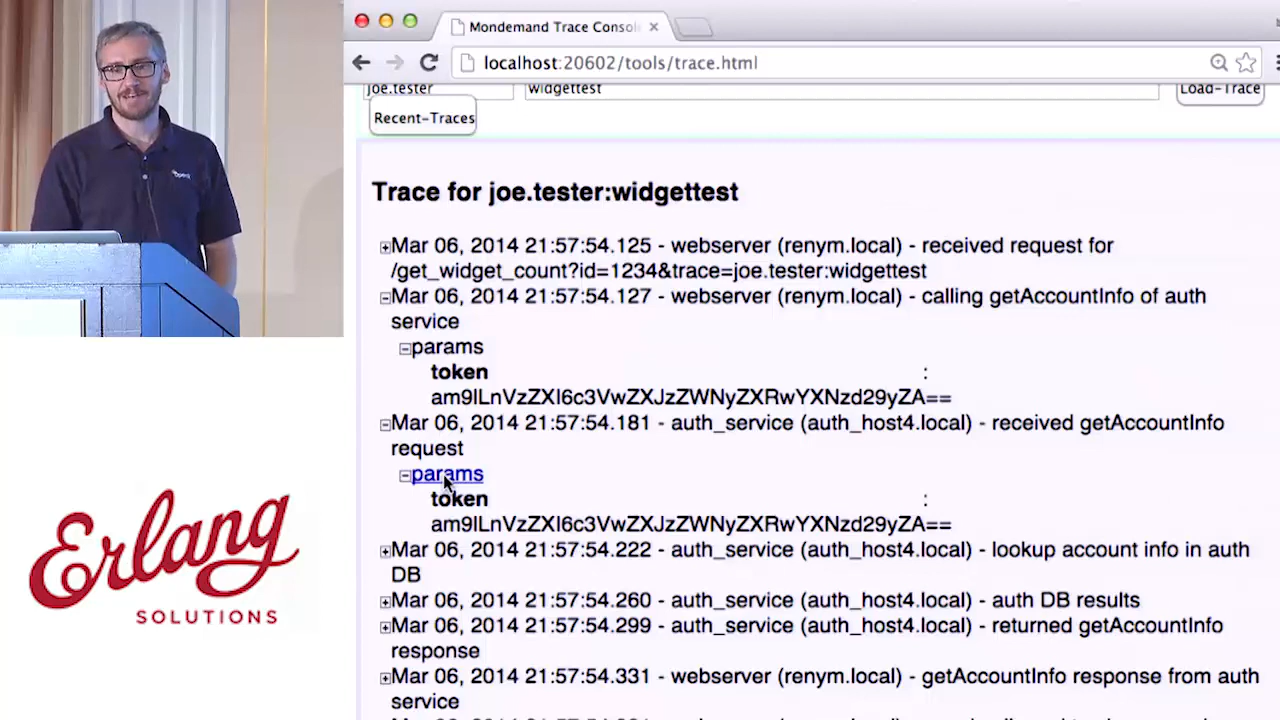 Mondemand Trace Consol
localhost:20602/tools/trace.html
joe.tester
widgettest
Load-Trace
Recent-Traces
Trace for joe.tester:widgettest
Mar 06, 2014 21:57:54.125 - webserver (renym.local) - received request for
/get_widget_count?id=1234&trace=joe.tester:widgettest
Mar 06, 2014 21:57:54.127 - webserver (renym.local) - calling getAccountInfo of auth
service
params
token :
am9lLnVzZXI6c3VwZXJzZWNyZXRwYXNzd29yZA==
Mar 06, 2014 21:57:54.181 - auth_service (auth_host4.local) - received getAccountInfo
request
params
token :
am9lLnVzZXI6c3VwZXJzZWNyZXRwYXNzd29yZA==
Mar 06, 2014 21:57:54.222 - auth_service (auth_host4.local) - lookup account info in auth
DB
Mar 06, 2014 21:57:54.260 - auth_service (auth_host4.local) - auth DB results
Mar 06, 2014 21:57:54.299 - auth_service (auth_host4.local) - returned getAccountInfo
response
Mar 06, 2014 21:57:54.331 - webserver (renym.local) - getAccountInfo response from auth
service
Erlang
SOLUTIONS